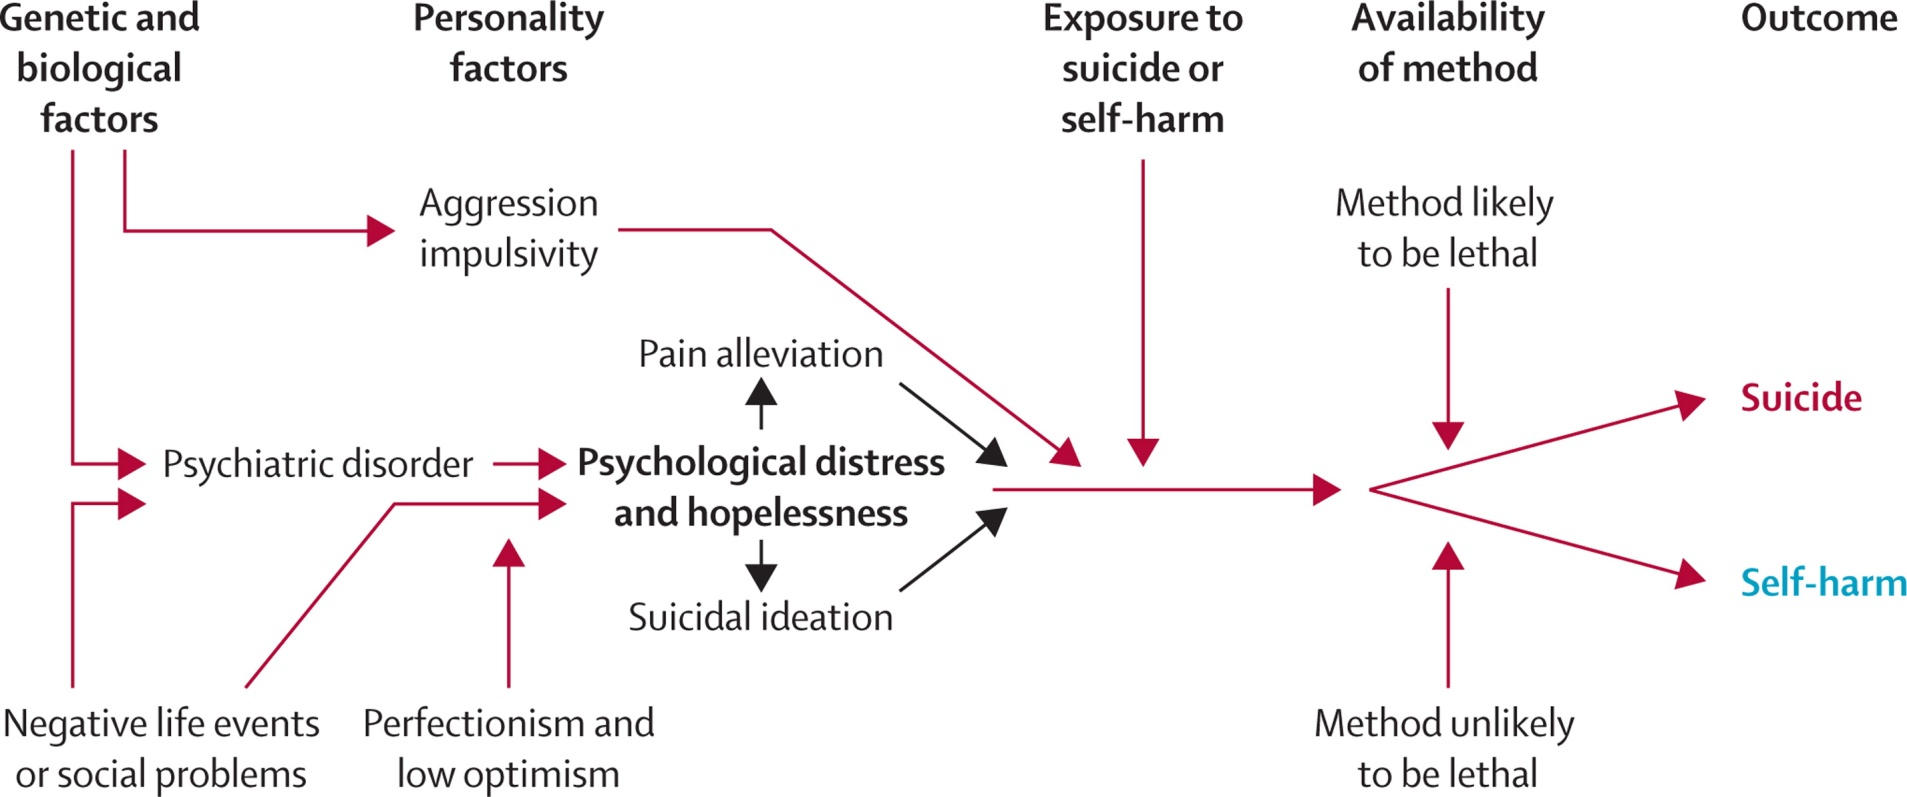 Genetic and
biological
factors
Personality
factors
Exposure to
suicide or
self-harm
Availability
of method
Outcome
Aggression
impulsivity
Method likely
to be lethal
Pain alleviation
Suicide
Psychiatric disorder
Psychological distress
and hopelessness
Self-harm
Suicidal ideation
Negative life events
or social problems
Perfectionism and
low optimism
Method unlikely
to be lethal